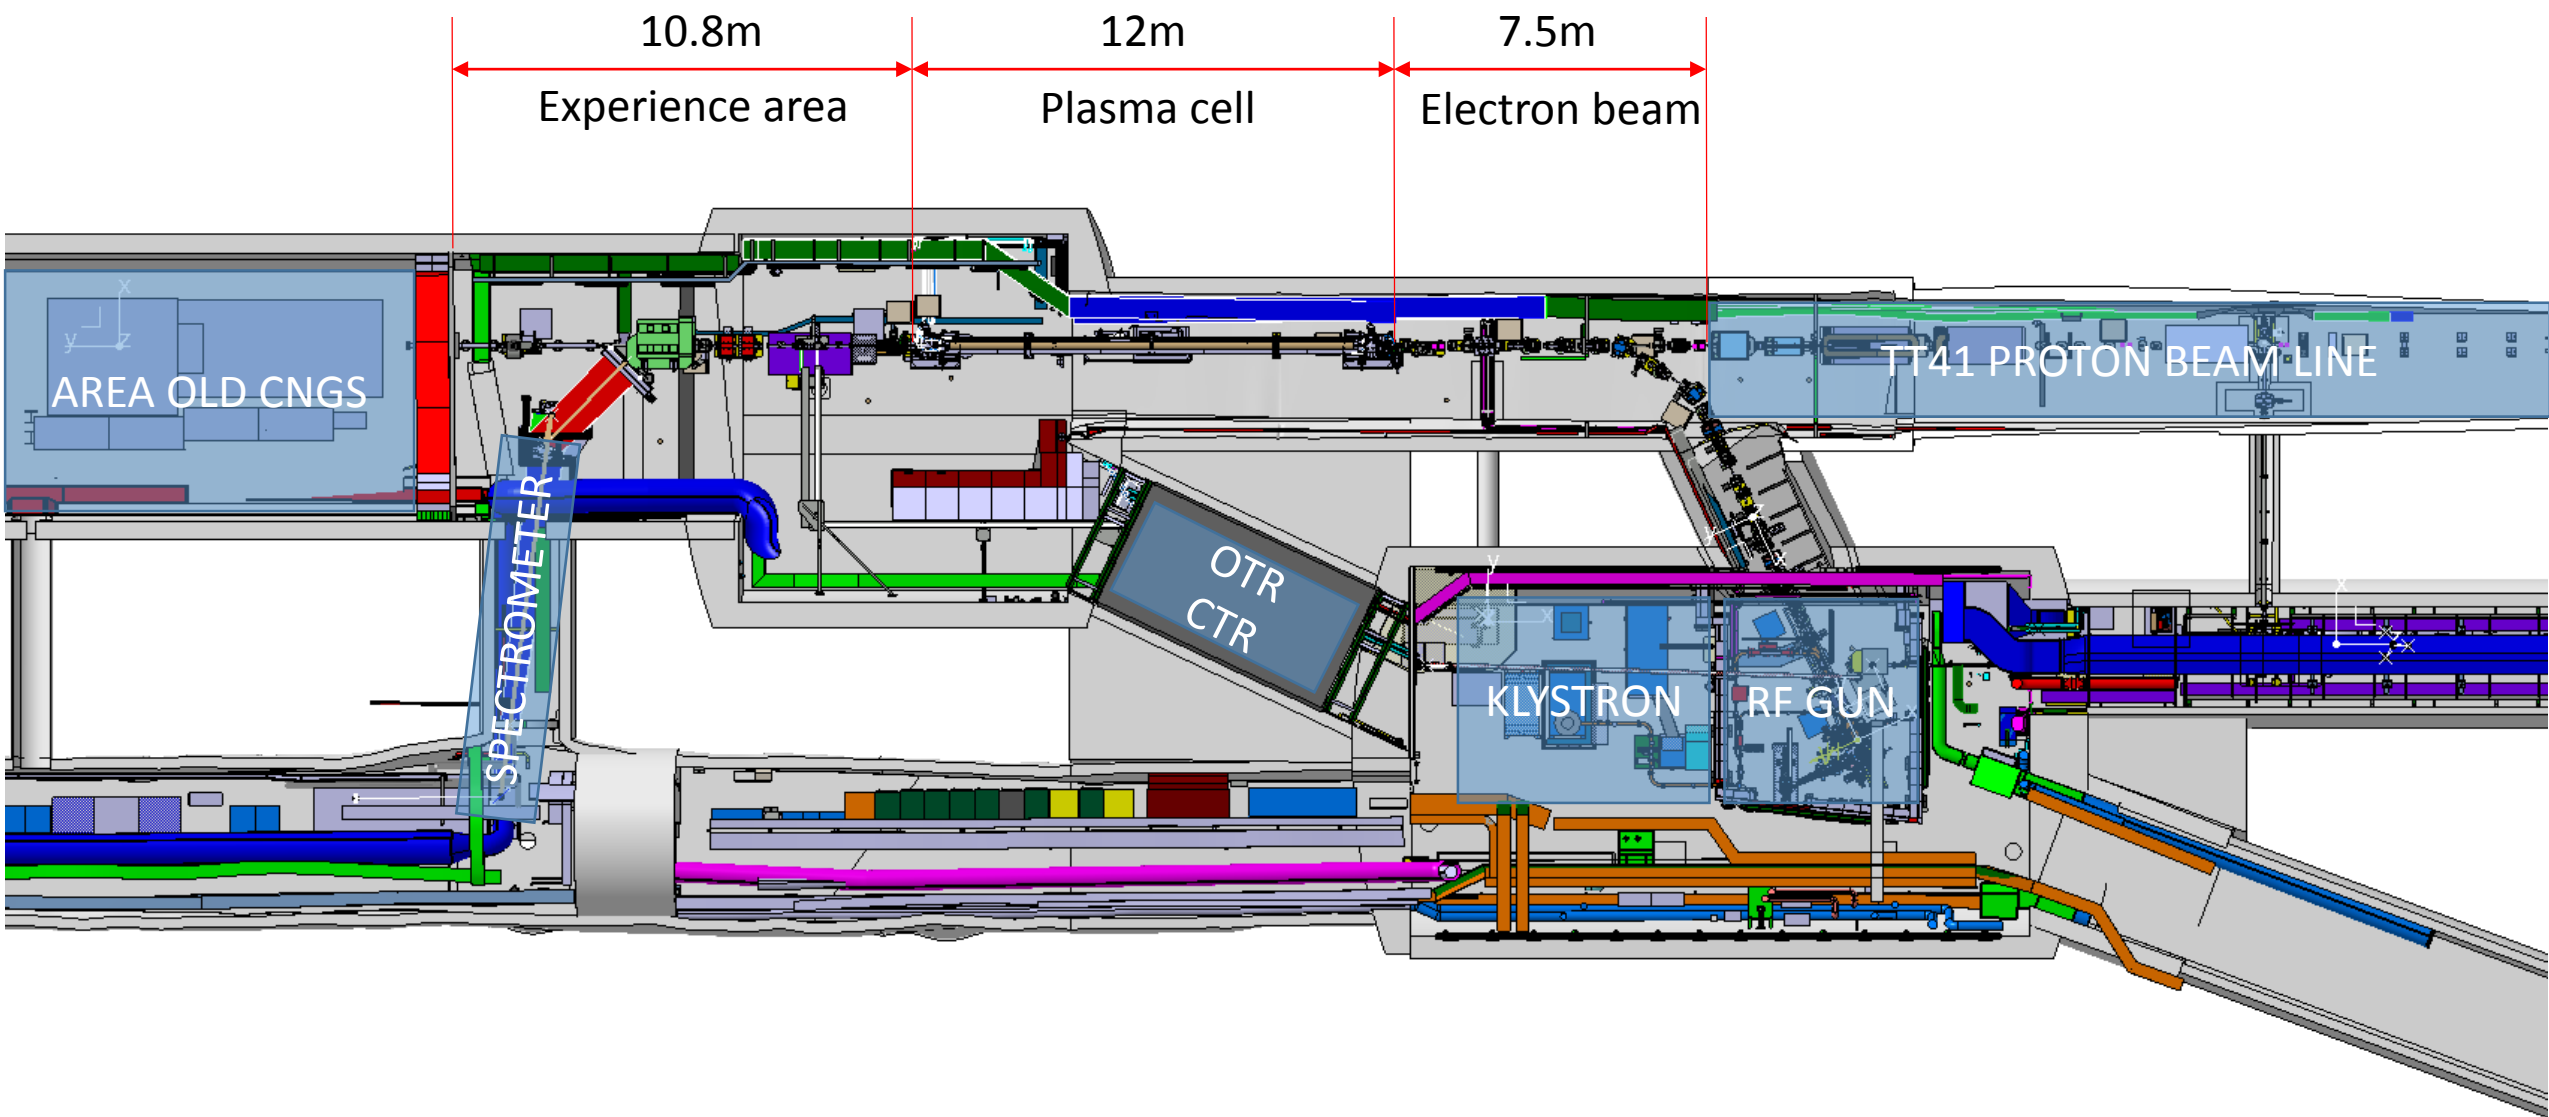 10.8m
12m
7.5m
Experience area
Plasma cell
Electron beam
x
y
z
AREA OLD CNGS
TT41 PROTON BEAM LINE
SPECTROMETER
OTR
CTR
z
y
x
y
x
x
KLYSTRON
RF GUN
x